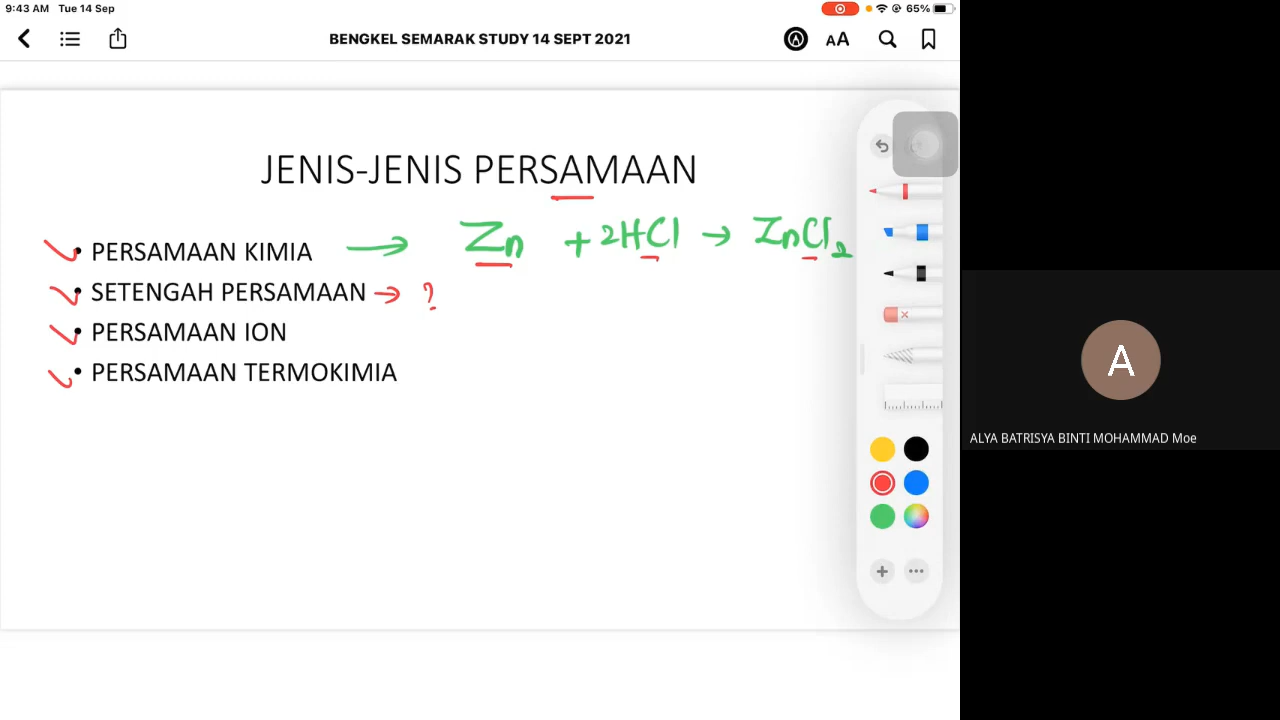 9:43 AM Tue 14 Sep
65%
BENGKEL SEMARAK STUDY 14 SEPT 2021
AA
JENIS-JENIS PERSAMAAN
• PERSAMAAN KIMIA → Zn + 2HCl → ZnCl₂
• SETENGAH PERSAMAAN → ?
• PERSAMAAN ION
• PERSAMAAN TERMOKIMIA
A
ALYA BATRISYA BINTI MOHAMMAD Moe